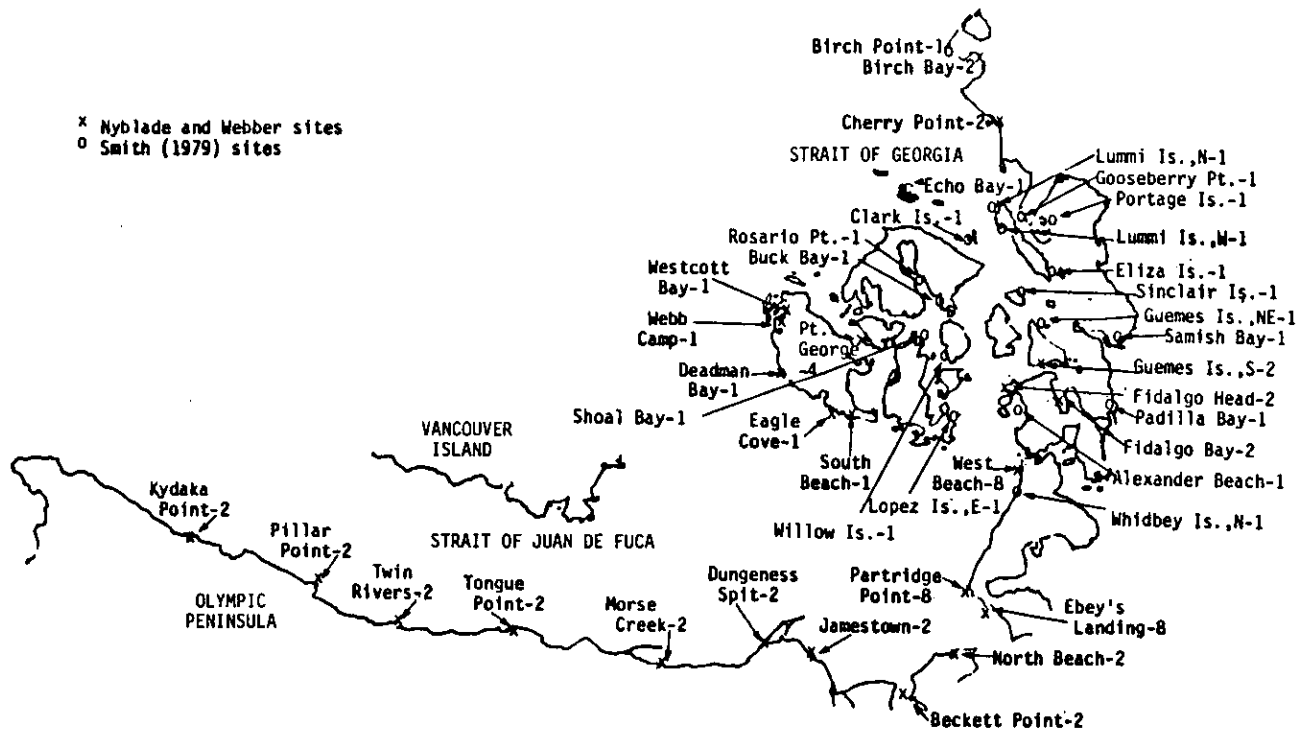 Birch Point-1
Birch Bay-2
x Nyblade and Webber sites
o Smith (1979) sites
Cherry Point-2
STRAIT OF GEORGIA
Lummi Is.,N-1
Gooseberry Pt.-1
Echo Bay-1
Portage Is.-1
Clark Is.-1
Rosario Pt.-1
Lummi Is.,W-1
Buck Bay-1
Westcott
Bay-1
Eliza Is.-1
Sinclair Is.-1
Webb
Camp-1
Guemes Is.,NE-1
Pt.
George
-4
Samish Bay-1
Deadman
Bay-1
Guemes Is.,S-2
Fidalgo Head-2
Shoal Bay-1
Eagle
Cove-1
Padilla Bay-1
VANCOUVER
ISLAND
Fidalgo Bay-2
South
Beach-1
West
Beach-8
Alexander Beach-1
Kydaka
Point-2
Lopez Is.,E-1
Whidbey Is.,N-1
Pillar
Point-2
Willow Is.-1
STRAIT OF JUAN DE FUCA
Twin
Rivers-2
Tongue
Point-2
Dungeness
Spit-2
Partridge
Point-8
OLYMPIC
PENINSULA
Morse
Creek-2
Jamestown-2
Ebey's
Landing-8
North Beach-2
Beckett Point-2